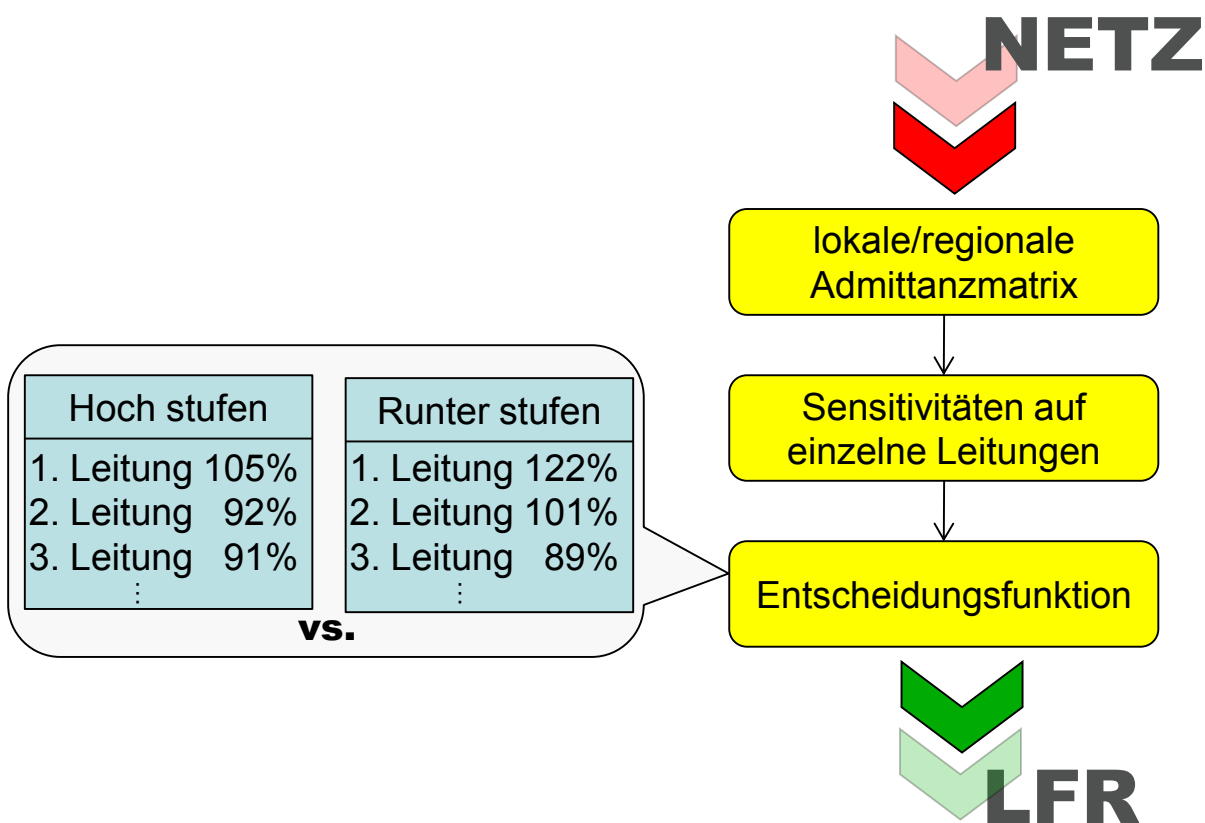 NETZ
lokale/regionale
Admittanzmatrix
Sensitivitäten auf
einzelne Leitungen
Entscheidungsfunktion
Hoch stufen
1. Leitung 105%
2. Leitung 92%
3. Leitung 91%
⋮
Runter stufen
1. Leitung 122%
2. Leitung 101%
3. Leitung 89%
⋮
vs.
LFR